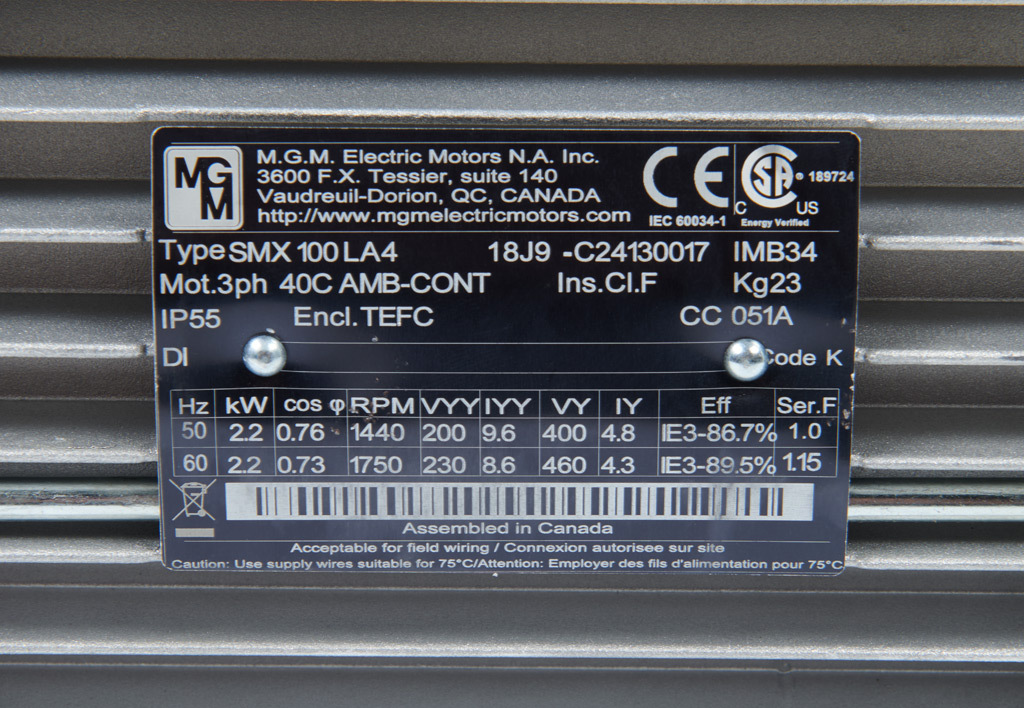 MGM
M.G.M. Electric Motors N.A. Inc.
3600 F.X. Tessier, suite 140
Vaudreuil-Dorion, QC, CANADA
http://www.mgmelectricmotors.com
CE
IEC 60034-1
CSA ® 189724
C US
Energy Verified
Type SMX 100 LA4 18J9 -C24130017 IMB34
Mot.3ph 40C AMB-CONT Ins.Cl.F Kg23
IP55 Encl.TEFC CC 051A
DI Code K
Hz kW cos φ RPM VYY IYY VY IY Eff Ser.F
50 2.2 0.76 1440 200 9.6 400 4.8 IE3-86.7% 1.0
60 2.2 0.73 1750 230 8.6 460 4.3 IE3-89.5% 1.15
Assembled in Canada
Acceptable for field wiring / Connexion autorisee sur site
Caution: Use supply wires suitable for 75°C/Attention: Employer des fils d'alimentation pour 75°C